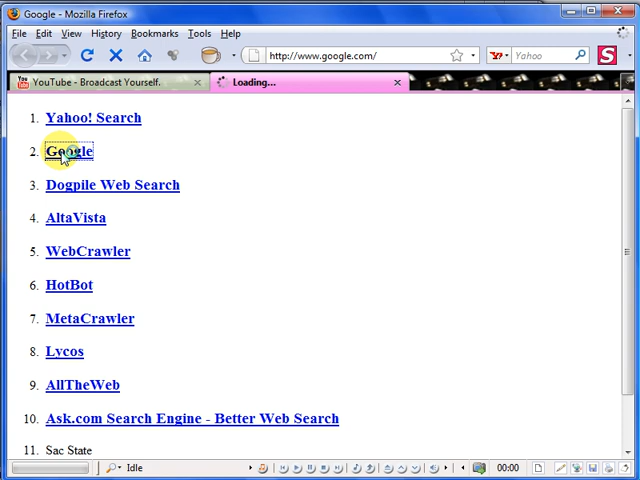 Google - Mozilla Firefox
File Edit View History Bookmarks Tools Help
http://www.google.com/
Yahoo
S
You Tube YouTube - Broadcast Yourself.
Loading...
1. Yahoo! Search
2. Google
3. Dogpile Web Search
4. AltaVista
5. WebCrawler
6. HotBot
7. MetaCrawler
8. Lycos
9. AllTheWeb
10. Ask.com Search Engine - Better Web Search
11. Sac State
Idle
00:00